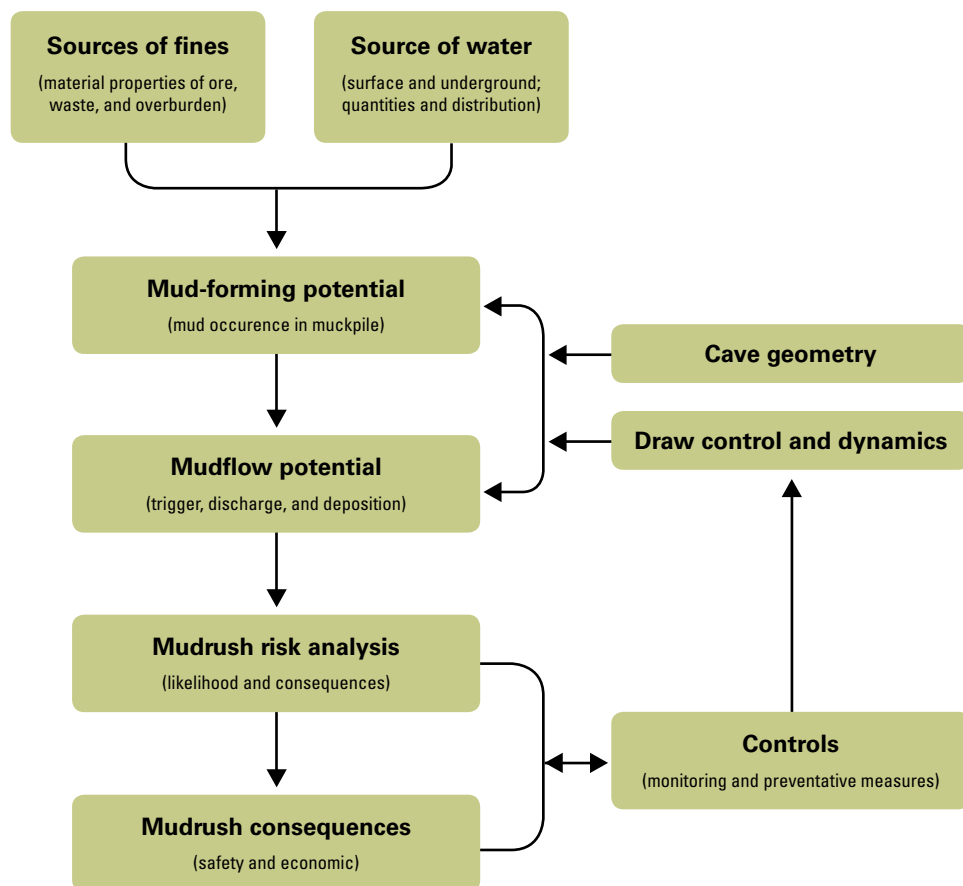 Sources of fines
(material properties of ore,
waste, and overburden)
Source of water
(surface and underground;
quantities and distribution)
Mud-forming potential
(mud occurence in muckpile)
Cave geometry
Draw control and dynamics
Mudflow potential
(trigger, discharge, and deposition)
Mudrush risk analysis
(likelihood and consequences)
Controls
(monitoring and preventative measures)
Mudrush consequences
(safety and economic)